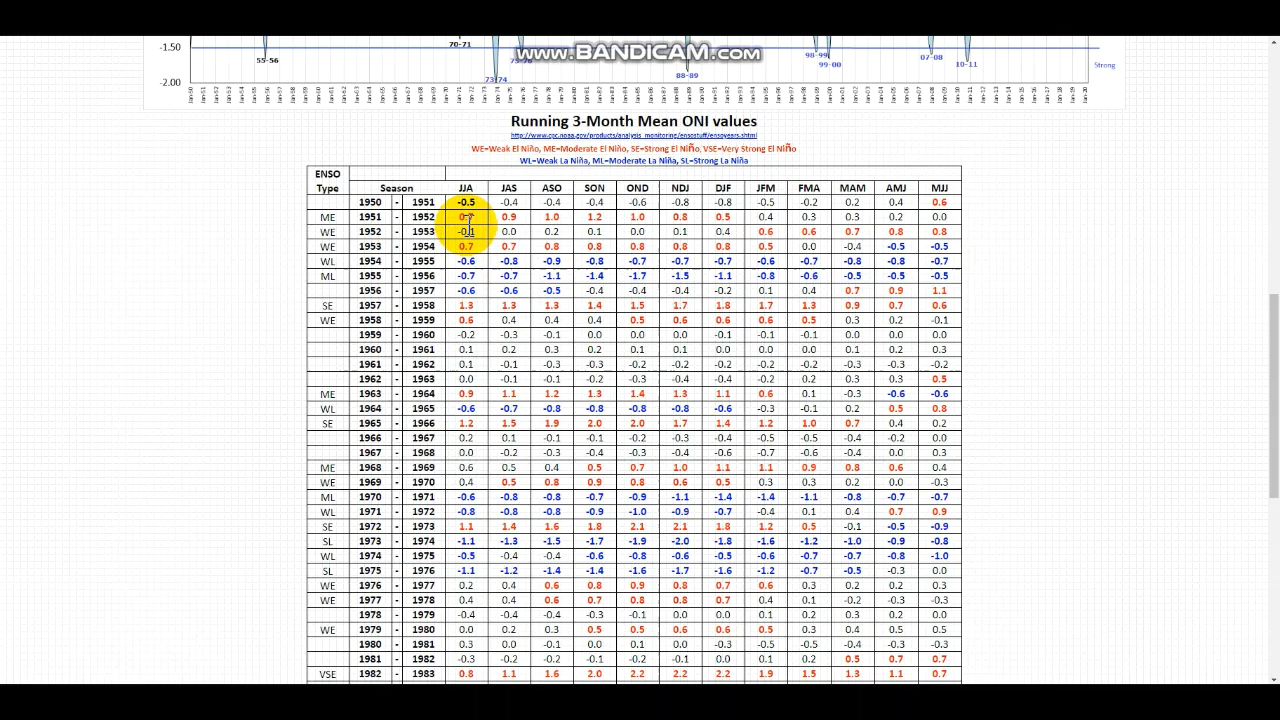 70-71
-1.50
55-56
75-76
98-99
07-08
99-00
10-11
Strong
88-89
73-74
-2.00
www.BANDICAM.com
Running 3-Month Mean ONI values
http://www.cpc.noaa.gov/products/analysis_monitoring/ensostuff/ensoyears.shtml
WE=Weak El Niño, ME=Moderate El Niño, SE=Strong El Niño, VSE=Very Strong El Niño
WL=Weak La Niña, ML=Moderate La Niña, SL=Strong La Niña
ENSO
Type Season JJA JAS ASO SON OND NDJ DJF JFM FMA MAM AMJ MJJ
1950 - 1951 -0.5 -0.4 -0.4 -0.4 -0.6 -0.8 -0.8 -0.5 -0.2 0.2 0.4 0.6
ME 1951 - 1952 0.9 1.0 1.2 1.0 0.8 0.5 0.4 0.3 0.3 0.2 0.0
WE 1952 - 1953 -0.1 0.0 0.2 0.1 0.0 0.1 0.4 0.6 0.6 0.7 0.8 0.8
WE 1953 - 1954 0.7 0.7 0.8 0.8 0.8 0.8 0.8 0.5 0.0 -0.4 -0.5 -0.5
WL 1954 - 1955 -0.6 -0.8 -0.9 -0.8 -0.7 -0.7 -0.7 -0.6 -0.7 -0.8 -0.8 -0.7
ML 1955 - 1956 -0.7 -0.7 -1.1 -1.4 -1.7 -1.5 -1.1 -0.8 -0.6 -0.5 -0.5 -0.5
1956 - 1957 -0.6 -0.6 -0.5 -0.4 -0.4 -0.4 -0.2 0.1 0.4 0.7 0.9 1.1
SE 1957 - 1958 1.3 1.3 1.3 1.4 1.5 1.7 1.8 1.7 1.3 0.9 0.7 0.6
WE 1958 - 1959 0.6 0.4 0.4 0.4 0.5 0.6 0.6 0.6 0.5 0.3 0.2 -0.1
1959 - 1960 -0.2 -0.3 -0.1 0.0 0.0 0.0 -0.1 -0.1 -0.1 0.0 0.0 0.0
1960 - 1961 0.1 0.2 0.3 0.2 0.1 0.1 0.0 0.0 0.0 0.1 0.2 0.3
1961 - 1962 0.1 -0.1 -0.3 -0.3 -0.2 -0.2 -0.2 -0.2 -0.2 -0.3 -0.3 -0.2
1962 - 1963 0.0 -0.1 -0.1 -0.2 -0.3 -0.4 -0.4 -0.2 0.2 0.3 0.3 0.5
ME 1963 - 1964 0.9 1.1 1.2 1.3 1.4 1.3 1.1 0.6 0.1 -0.3 -0.6 -0.6
WL 1964 - 1965 -0.6 -0.7 -0.8 -0.8 -0.8 -0.8 -0.6 -0.3 -0.1 0.2 0.5 0.8
SE 1965 - 1966 1.2 1.5 1.9 2.0 2.0 1.7 1.4 1.2 1.0 0.7 0.4 0.2
1966 - 1967 0.2 0.1 -0.1 -0.1 -0.2 -0.3 -0.4 -0.5 -0.5 -0.4 -0.2 0.0
1967 - 1968 0.0 -0.2 -0.3 -0.4 -0.3 -0.4 -0.6 -0.7 -0.6 -0.4 0.0 0.3
ME 1968 - 1969 0.6 0.5 0.4 0.5 0.7 1.0 1.1 1.1 0.9 0.8 0.6 0.4
WE 1969 - 1970 0.4 0.5 0.8 0.9 0.8 0.6 0.5 0.3 0.3 0.2 0.0 -0.3
ML 1970 - 1971 -0.6 -0.8 -0.8 -0.7 -0.9 -1.1 -1.4 -1.4 -1.1 -0.8 -0.7 -0.7
WL 1971 - 1972 -0.8 -0.8 -0.8 -0.9 -1.0 -0.9 -0.7 -0.4 0.1 0.4 0.7 0.9
SE 1972 - 1973 1.1 1.4 1.6 1.8 2.1 2.1 1.8 1.2 0.5 -0.1 -0.5 -0.9
SL 1973 - 1974 -1.1 -1.3 -1.5 -1.7 -1.9 -2.0 -1.8 -1.6 -1.2 -1.0 -0.9 -0.8
WL 1974 - 1975 -0.5 -0.4 -0.4 -0.6 -0.8 -0.6 -0.5 -0.6 -0.7 -0.7 -0.8 -1.0
SL 1975 - 1976 -1.1 -1.2 -1.4 -1.4 -1.6 -1.7 -1.6 -1.2 -0.7 -0.5 -0.3 0.0
WE 1976 - 1977 0.2 0.4 0.6 0.8 0.9 0.8 0.7 0.6 0.3 0.2 0.2 0.3
WE 1977 - 1978 0.4 0.4 0.6 0.7 0.8 0.8 0.7 0.4 0.1 -0.2 -0.3 -0.3
1978 - 1979 -0.4 -0.4 -0.4 -0.3 -0.1 0.0 0.0 0.1 0.2 0.3 0.2 0.0
WE 1979 - 1980 0.0 0.2 0.3 0.5 0.5 0.6 0.6 0.5 0.3 0.4 0.5 0.5
1980 - 1981 0.3 0.0 -0.1 0.0 0.1 0.0 -0.3 -0.5 -0.5 -0.4 -0.3 -0.3
1981 - 1982 -0.3 -0.2 -0.2 -0.1 -0.2 -0.1 0.0 0.1 0.2 0.5 0.7 0.7
VSE 1982 - 1983 0.8 1.1 1.6 2.0 2.2 2.2 2.2 1.9 1.5 1.3 1.1 0.7